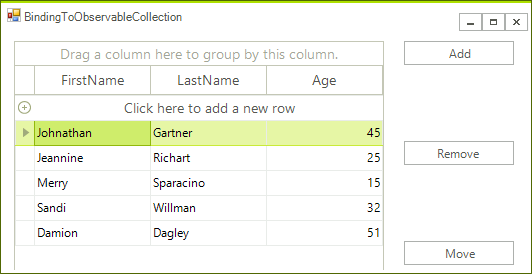 BindingToObservableCollection
Drag a column here to group by this column.
Add
FirstName LastName Age
Click here to add a new row
Johnathan Gartner 45
Jeannine Richart 25
Remove
Merry Sparacino 15
Sandi Willman 32
Damion Dagley 51
Move